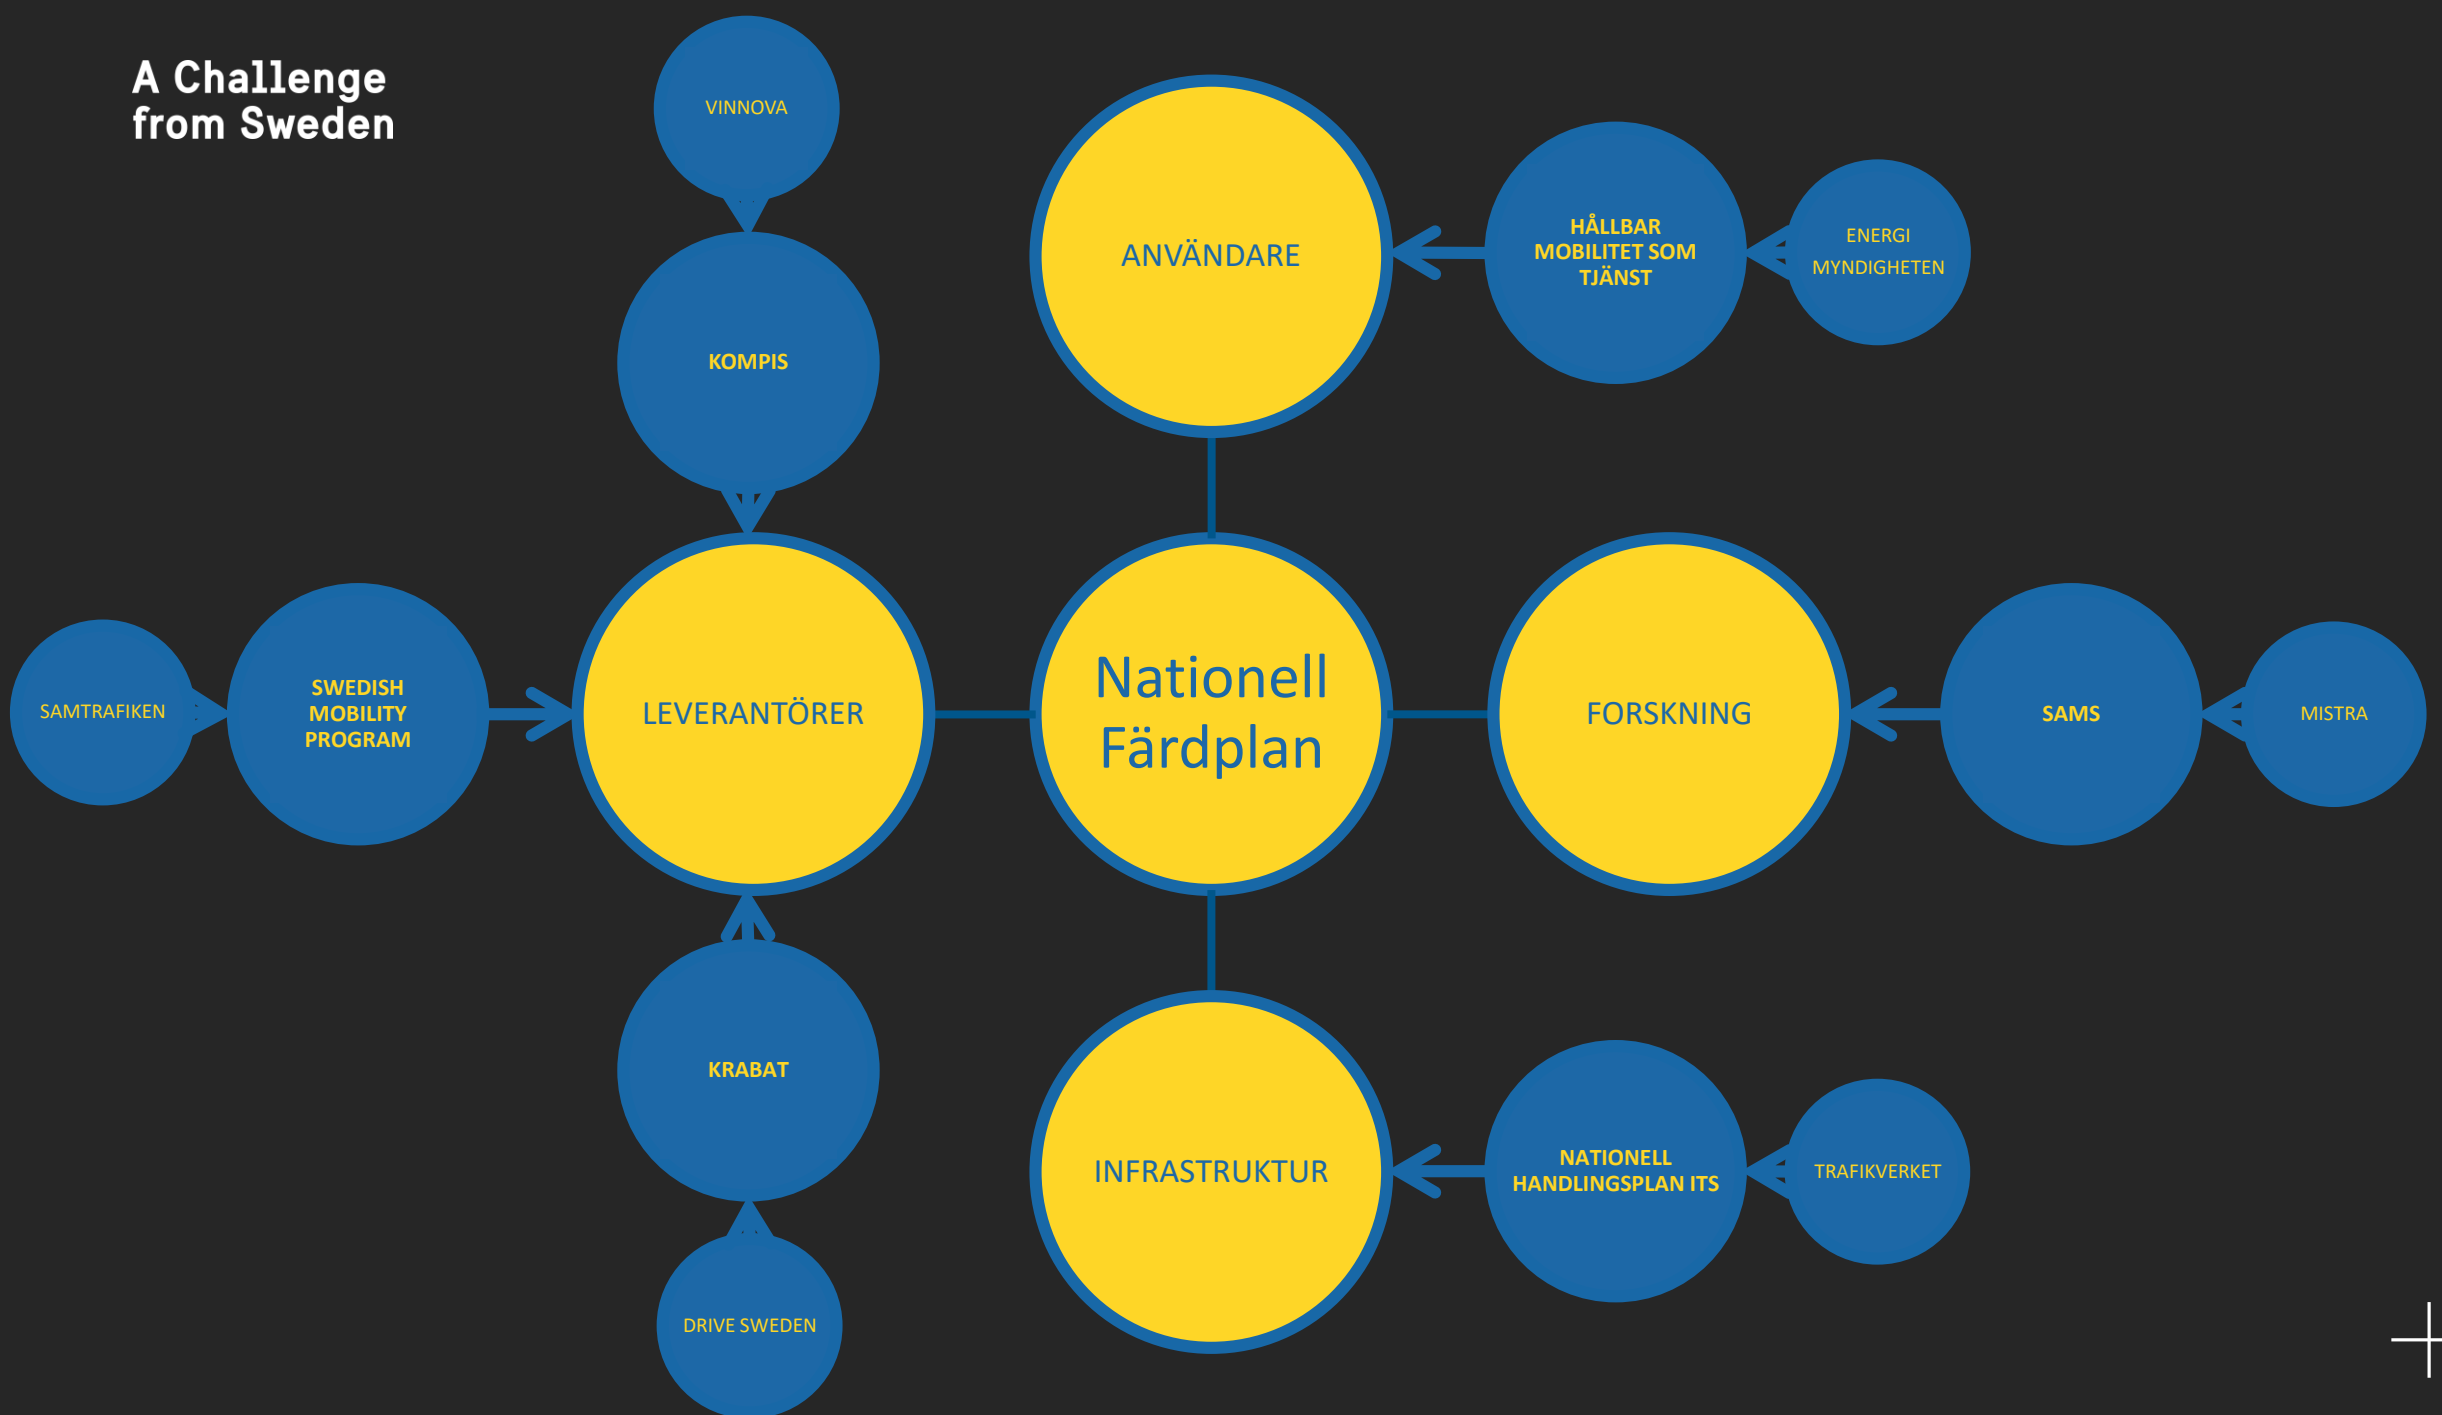 A Challenge
from Sweden
VINNOVA
KOMPIS
ANVÄNDARE
HÅLLBAR
MOBILITET SOM
TJÄNST
ENERGI
MYNDIGHETEN
SAMTRAFIKEN
SWEDISH
MOBILITY
PROGRAM
LEVERANTÖRER
Nationell
Färdplan
FORSKNING
SAMS
MISTRA
KRABAT
DRIVE SWEDEN
INFRASTRUKTUR
NATIONELL
HANDLINGSPLAN ITS
TRAFIKVERKET